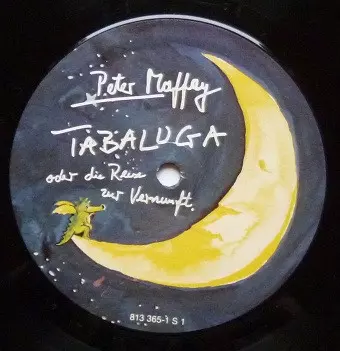 Peter Maffay
TABALUGA
oder die Reise
zur Vernunft.
813 365-1 S 1